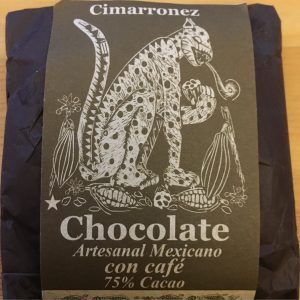 Cimarronez
Chocolate
Artesanal Mexicano
con café
75% Cacao